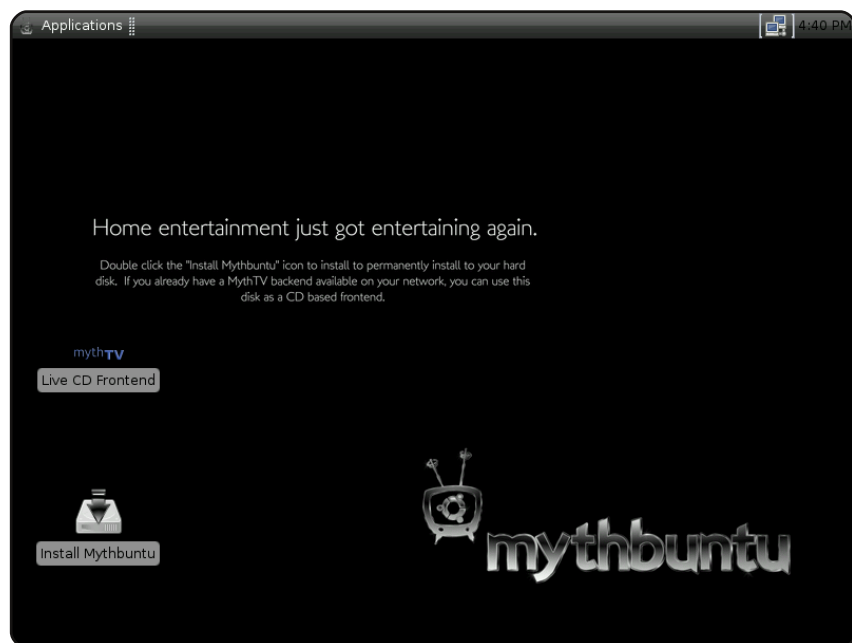 Applications 4:40 PM
Home entertainment just got entertaining again.
Double click the "Install Mythbuntu" icon to install to permanently install to your hard
disk. If you already have a MythTV backend available on your network, you can use this
disk as a CD based frontend.
mythTV
Live CD Frontend
Install Mythbuntu
mythbuntu